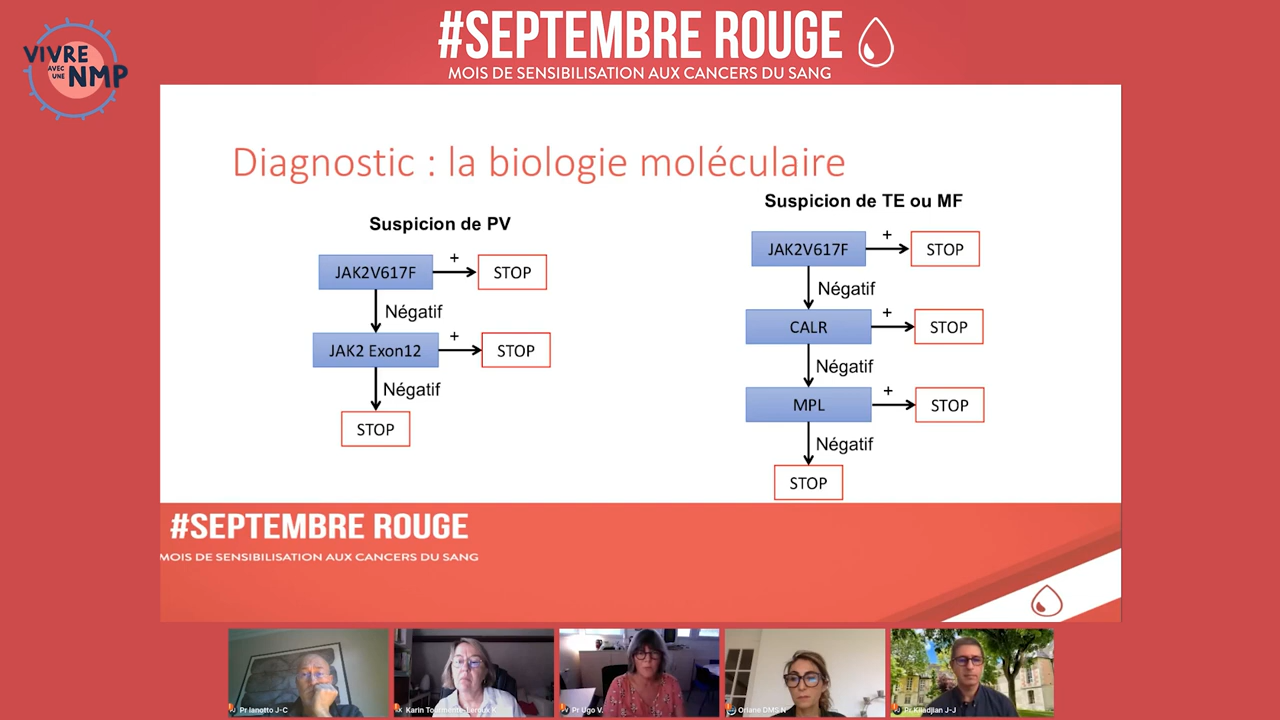 VIVRE
AVEC
UNE
NMP
#SEPTEMBRE ROUGE
MOIS DE SENSIBILISATION AUX CANCERS DU SANG
Diagnostic : la biologie moléculaire
Suspicion de PV
JAK2V617F
+
STOP
Négatif
JAK2 Exon12
+
STOP
Négatif
STOP
Suspicion de TE ou MF
JAK2V617F
+
STOP
Négatif
CALR
+
STOP
Négatif
MPL
+
STOP
Négatif
STOP
#SEPTEMBRE ROUGE
MOIS DE SENSIBILISATION AUX CANCERS DU SANG
Pr Ianotto J-C
Karin
Pr Ugo V.
Oriane DMS N
Pr Kiladjian J-J